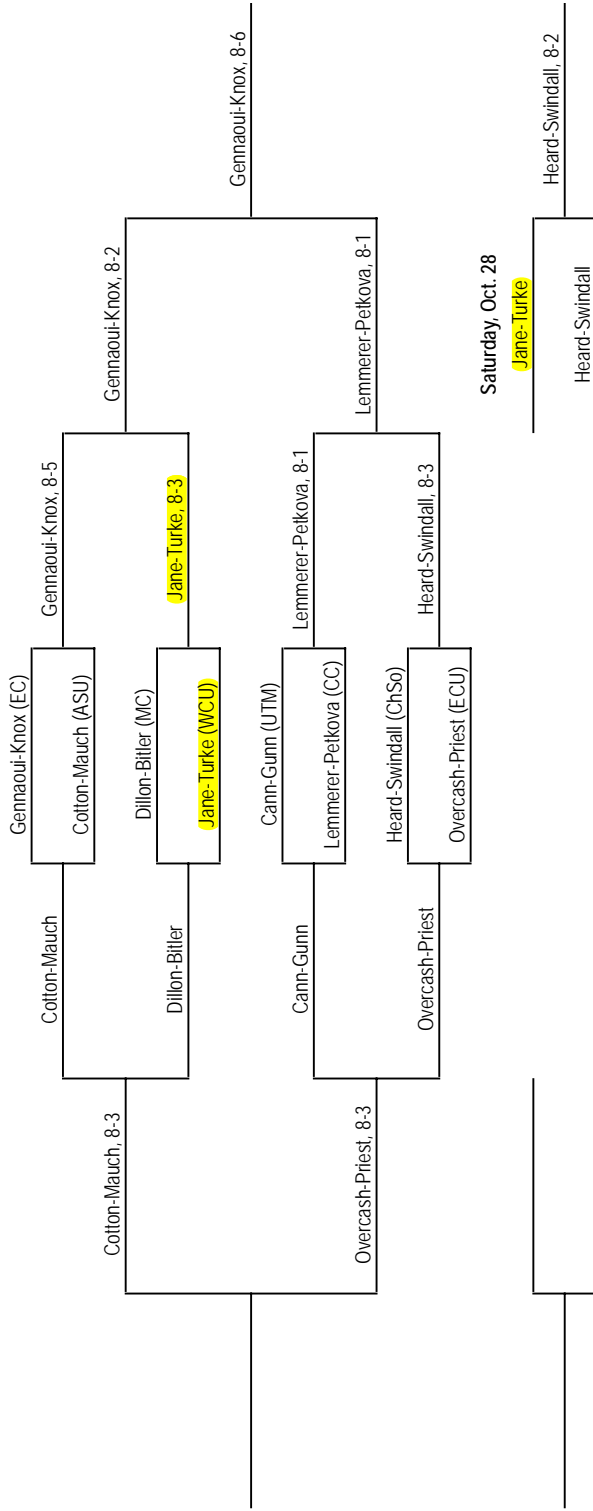 Gennaoui-Knox (EC)
Cotton-Mauch
Gennaoui-Knox, 8-5
Cotton-Mauch (ASU)
Cotton-Mauch, 8-3
Gennaoui-Knox, 8-2
Dillon-Bitler (MC)
Dillon-Bitler
Jane-Turke, 8-3
Jane-Turke (WCU)
Gennaoui-Knox, 8-6
Cann-Gunn (UTM)
Cann-Gunn
Lemmerer-Petkova, 8-1
Lemmerer-Petkova (CC)
Overcash-Priest, 8-3
Lemmerer-Petkova, 8-1
Heard-Swindall (ChSo)
Overcash-Priest
Heard-Swindall, 8-3
Overcash-Priest (ECU)
Saturday, Oct. 28
Jane-Turke
Heard-Swindall, 8-2
Heard-Swindall